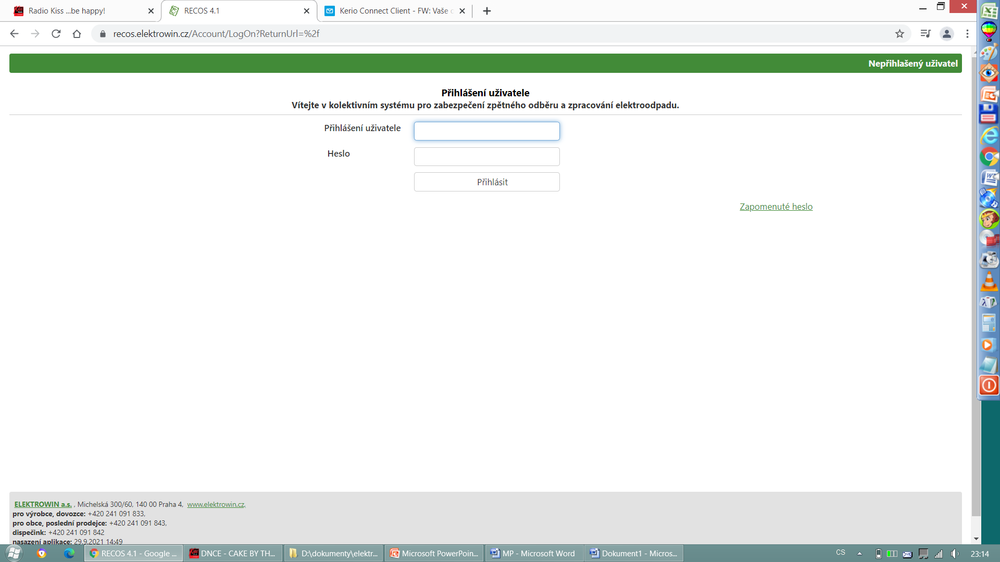 Radio Kiss ...be happy!
RECOS 4.1
Kerio Connect Client - FW: Vaše
recos.elektrowin.cz/Account/LogOn?ReturnUrl=%2f
Nepřihlašený uživatel
Přihlášení uživatele
Vítejte v kolektivním systému pro zabezpečení zpětného odběru a zpracování elektroodpadu.
Přihlášení uživatele
Heslo
Přihlásit
Zapomenuté heslo
ELEKTROWIN a.s. , Michelská 300/60, 140 00 Praha 4, www.elektrowin.cz,
pro výrobce, dovozce: +420 241 091 833,
pro obce, poslední prodejce: +420 241 091 843,
dispečink: +420 241 091 842
nasazení aplikace: 29.9.2021 14:49
RECOS 4.1 - Google ...
DNCE - CAKE BY TH...
D:\dokumenty\elektr...
Microsoft PowerPoin...
MP - Microsoft Word
Dokument1 - Micros...
CS
23:14